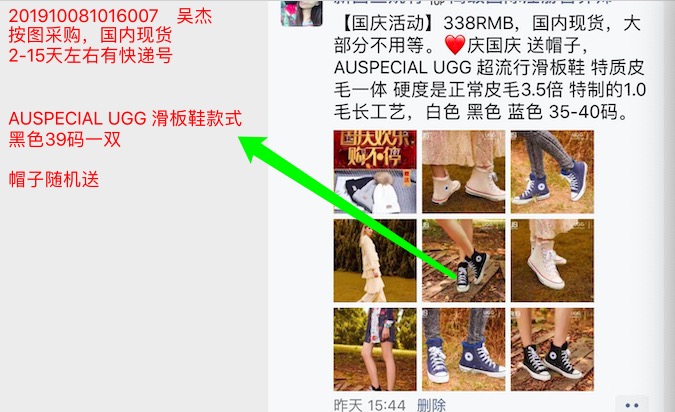 201910081016007 吴杰
按图采购，国内现货
2-15天左右有快递号
AUSPECIAL UGG 滑板鞋款式
黑色39码一双
帽子随机送
【国庆活动】338RMB，国内现货，大
部分不用等。❤️庆国庆 送帽子，
AUSPECIAL UGG 超流行滑板鞋 特质皮
毛一体 硬度是正常皮毛3.5倍 特制的1.0
毛长工艺，白色 黑色 蓝色 35-40码。
国庆欢乐
购不停
昨天 15:44 删除